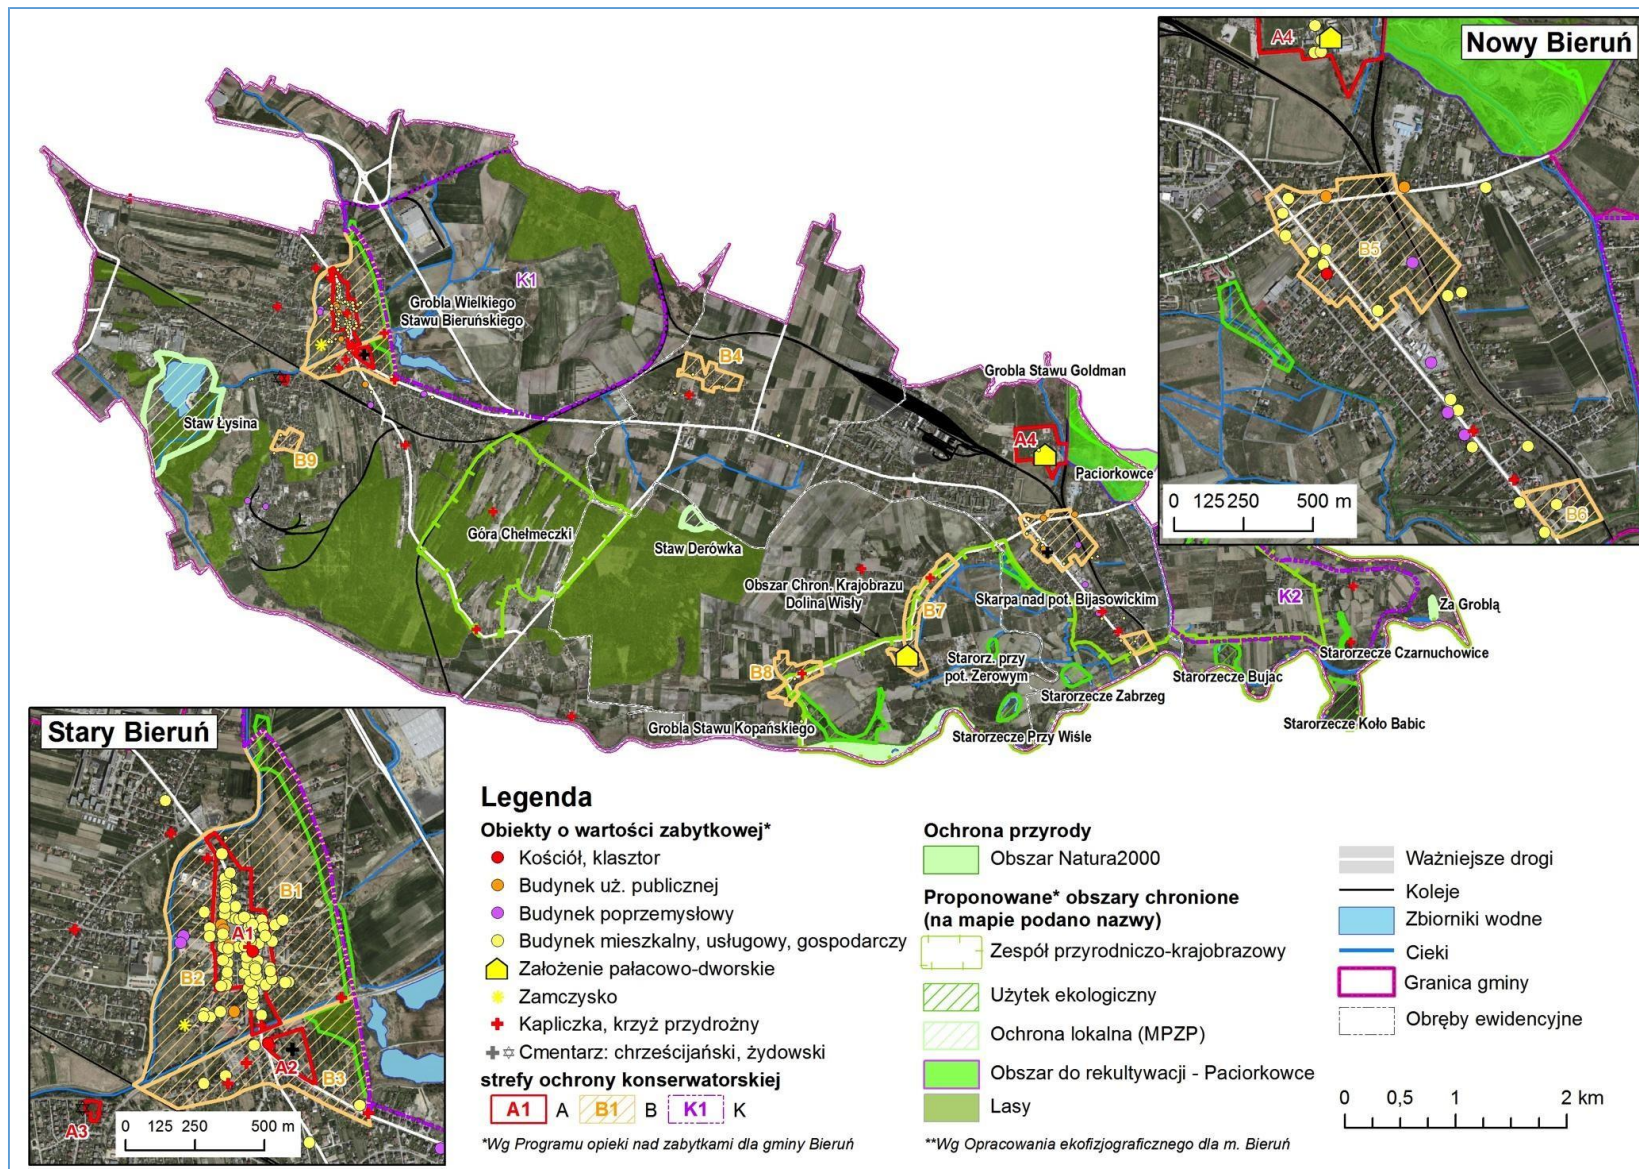 Nowy Bieruń
A4
B5
B6
0 125 250 500 m
K1
Grobla Wielkiego
Stawu Bieruńskiego
B4
Grobla Stawu Goldman
A4
Paciorkowce
Staw Łysina
B9
Góra Chełmeczki
Staw Derówka
Obszar Chron. Krajobrazu
Dolina Wisły
B7
Skarpa nad pot. Bijasowickim
K2
Za Groblą
B8
Starorz. przy
pot. Zerowym
Starorzecze Zabrzeg
Starorzecze Bujac
Starorzecze Czarnuchowice
Starorzecze Koło Babic
Grobla Stawu Kopańskiego
Starorzecze Przy Wiśle
Stary Bieruń
B1
A1
B2
A2
B3
A3
0 125 250 500 m
Legenda
Obiekty o wartości zabytkowej*
Kościół, klasztor
Budynek uż. publicznej
Budynek poprzemysłowy
Budynek mieszkalny, usługowy, gospodarczy
Założenie pałacowo-dworskie
Zamczysko
Kapliczka, krzyż przydrożny
Cmentarz: chrześcijański, żydowski
strefy ochrony konserwatorskiej
A1 A B1 B K1 K
*Wg Programu opieki nad zabytkami dla gminy Bieruń
Ochrona przyrody
Obszar Natura2000
Proponowane* obszary chronione
(na mapie podano nazwy)
Zespół przyrodniczo-krajobrazowy
Użytek ekologiczny
Ochrona lokalna (MPZP)
Obszar do rekultywacji - Paciorkowce
Lasy
**Wg Opracowania ekofizjograficznego dla m. Bieruń
Ważniejsze drogi
Koleje
Zbiorniki wodne
Cieki
Granica gminy
Obręby ewidencyjne
0 0,5 1 2 km